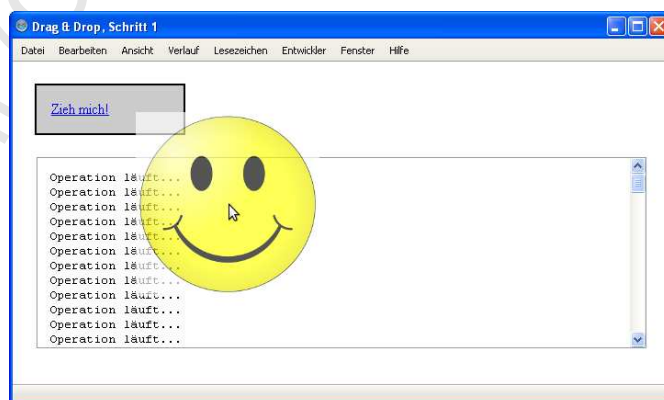 Drag & Drop, Schritt 1
Datei Bearbeiten Ansicht Verlauf Lesezeichen Entwickler Fenster Hilfe
Zieh mich!
Operation läuft...
Operation läuft...
Operation läuft...
Operation läuft...
Operation läuft...
Operation läuft...
Operation läuft...
Operation läuft...
Operation läuft...
Operation läuft...
Operation läuft...
Operation läuft...